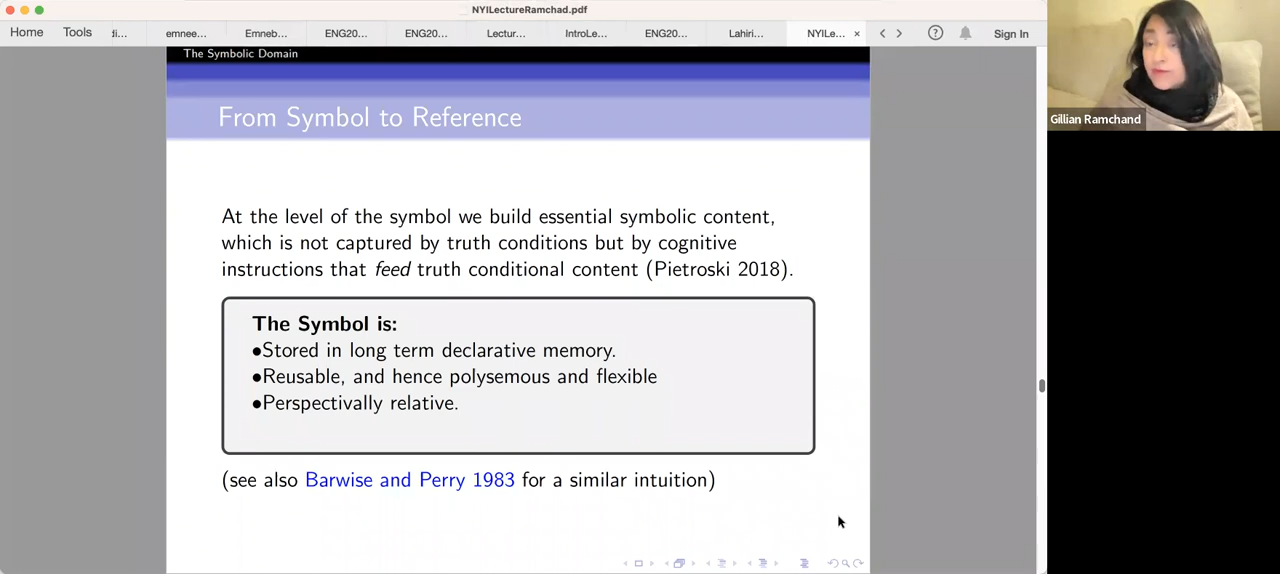 NYILectureRamchad.pdf
Home Tools di... emnee... Emneb... ENG20... ENG20... Lectur... IntroLe... ENG20... Lahiri... NYILe... × ? Sign In
The Symbolic Domain
From Symbol to Reference
At the level of the symbol we build essential symbolic content,
which is not captured by truth conditions but by cognitive
instructions that feed truth conditional content (Pietroski 2018).
The Symbol is:
•Stored in long term declarative memory.
•Reusable, and hence polysemous and flexible
•Perspectivally relative.
(see also Barwise and Perry 1983 for a similar intuition)
Gillian Ramchand